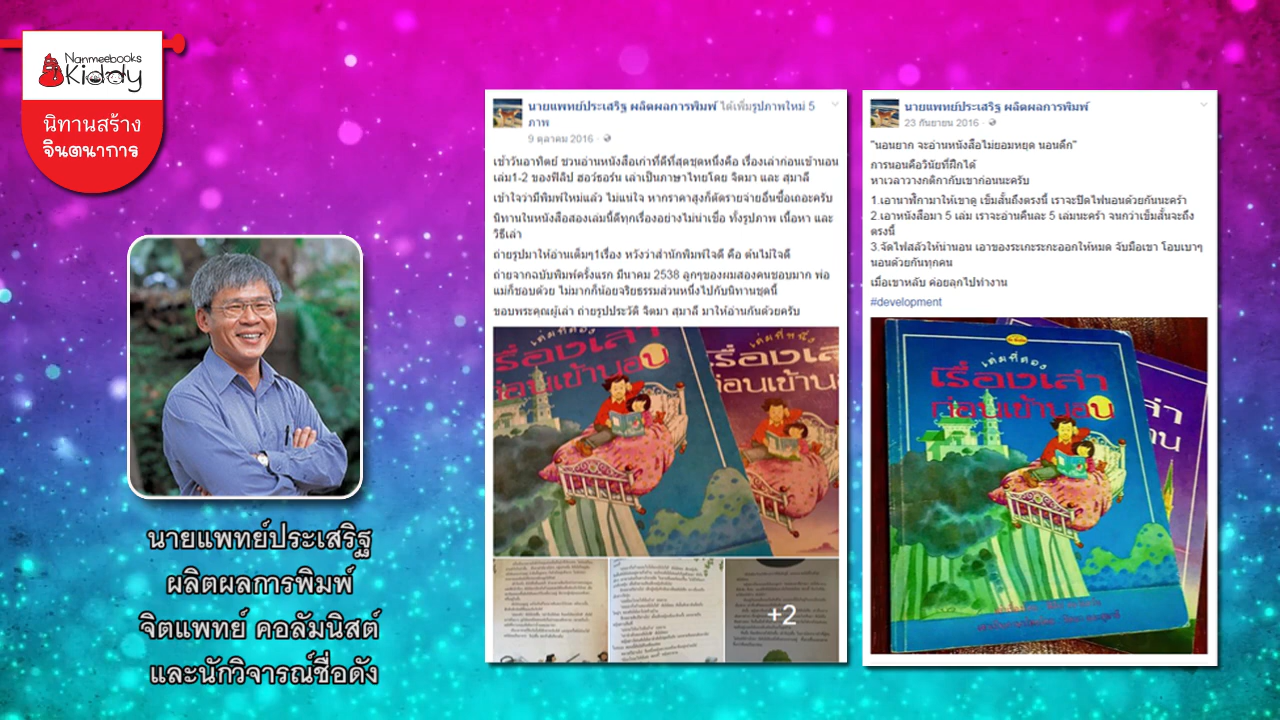 Nanmeebooks
Kiddy
นิทานสร้าง
จินตนาการ
นายแพทย์ประเสริฐ
ผลิตผลการพิมพ์
จิตแพทย์ คอลัมนิสต์
และนักวิจารณ์ชื่อดัง
นายแพทย์ประเสริฐ ผลิตผลการพิมพ์ ได้เพิ่มรูปภาพใหม่ 5
ภาพ
9 ตุลาคม 2016 ·
เช้าวันอาทิตย์ ชวนอ่านหนังสือเก่าที่ดีที่สุดชุดหนึ่งคือ เรื่องเล่าก่อนเข้านอน
เล่ม1-2 ของฟิลิป ฮอว์ธอร์น เล่าเป็นภาษาไทยโดย จิตมา และ สุมาลี
เข้าใจว่ามีพิมพ์ใหม่แล้ว ไม่แน่ใจ หากราคาสูงก็ตัดรายจ่ายอื่นซื้อเถอะครับ
นิทานในหนังสือสองเล่มนี้ดีทุกเรื่องอย่างไม่น่าเชื่อ ทั้งรูปภาพ เนื้อหา และ
วิธีเล่า
ถ่ายรูปมาให้อ่านเต็มๆ1เรื่อง หวังว่าสำนักพิมพ์ใจดี คือ ต้นไม้ใจดี
ถ่ายจากฉบับพิมพ์ครั้งแรก มีนาคม 2538 ลูกๆของผมสองคนชอบมาก พ่อ
แม่ก็ชอบด้วย ไม่มากก็น้อยจริยธรรมส่วนหนึ่งไปกับนิทานชุดนี้
ขอบพระคุณผู้เล่า ถ่ายรูปประวัติ จิตมา สุมาลี มาให้อ่านกันด้วยครับ
เล่มที่สอง
เรื่องเล่า
ก่อนเข้านอน
เล่มที่หนึ่ง
เรื่องเล่
ก่อนเข้าน
+2
นายแพทย์ประเสริฐ ผลิตผลการพิมพ์
23 กันยายน 2016 ·
"นอนยาก จะอ่านหนังสือไม่ยอมหยุด นอนดึก"
การนอนคือวินัยที่ฝึกได้
หาเวลาวางกติกากับเขาก่อนนะครับ
1.เอานาฬิกามาให้เขาดู เข็มสั้นถึงตรงนี้ เราจะปิดไฟนอนด้วยกันนะคร้า
2.เอาหนังสือมา 5 เล่ม เราจะอ่านคืนละ 5 เล่มนะคร้า จนกว่าเข็มสั้นจะถึง
ตรงนี้
3.จัดไฟสลัวให้น่านอน เอาของระเกะระกะออกให้หมด จับมือเขา โอบเบาๆ
นอนด้วยกันทุกคน
เมื่อเขาหลับ ค่อยลุกไปทำงาน
#development
เล่มที่สอง
เรื่องเล่า
ก่อนเข้านอน